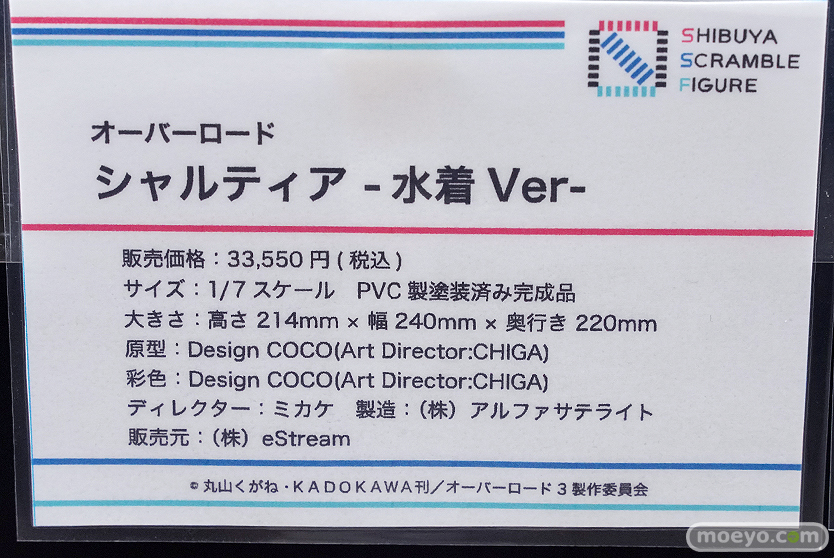 SHIBUYA
SCRAMBLE
FIGURE
オーバーロード
シャルティア -水着 Ver-
販売価格：33,550 円 ( 税込 )
サイズ：1/7 スケール　PVC 製塗装済み完成品
大きさ：高さ 214mm × 幅 240mm × 奥行き 220mm
原型：Design COCO(Art Director:CHIGA)
彩色：Design COCO(Art Director:CHIGA)
ディレクター：ミカケ　製造：（株）アルファサテライト
販売元：（株）eStream
© 丸山くがね・KADOKAWA刊／オーバーロード 3 製作委員会
moeyo.com